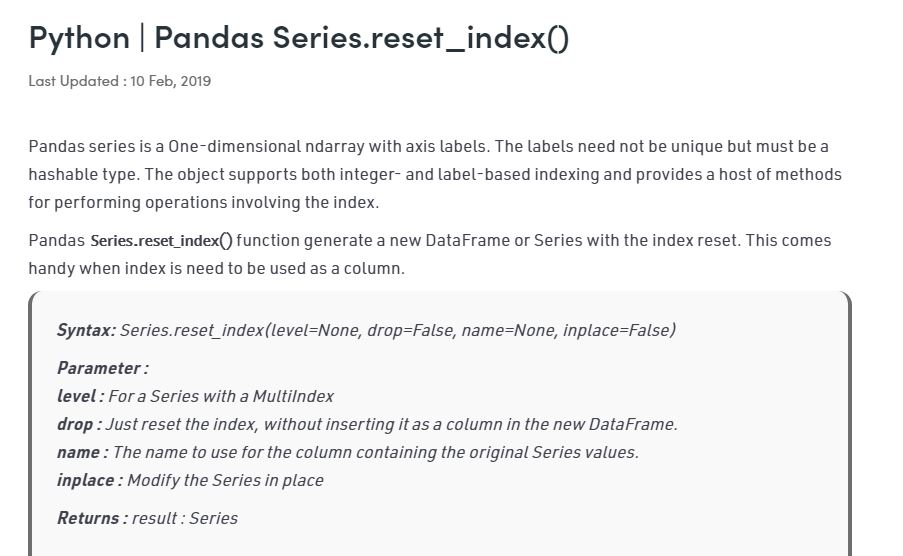 Python | Pandas Series.reset_index()
Last Updated : 10 Feb, 2019
Pandas series is a One-dimensional ndarray with axis labels. The labels need not be unique but must be a
hashable type. The object supports both integer- and label-based indexing and provides a host of methods
for performing operations involving the index.
Pandas Series.reset_index() function generate a new DataFrame or Series with the index reset. This comes
handy when index is need to be used as a column.
Syntax: Series.reset_index(level=None, drop=False, name=None, inplace=False)
Parameter :
level : For a Series with a MultiIndex
drop : Just reset the index, without inserting it as a column in the new DataFrame.
name : The name to use for the column containing the original Series values.
inplace : Modify the Series in place
Returns : result : Series